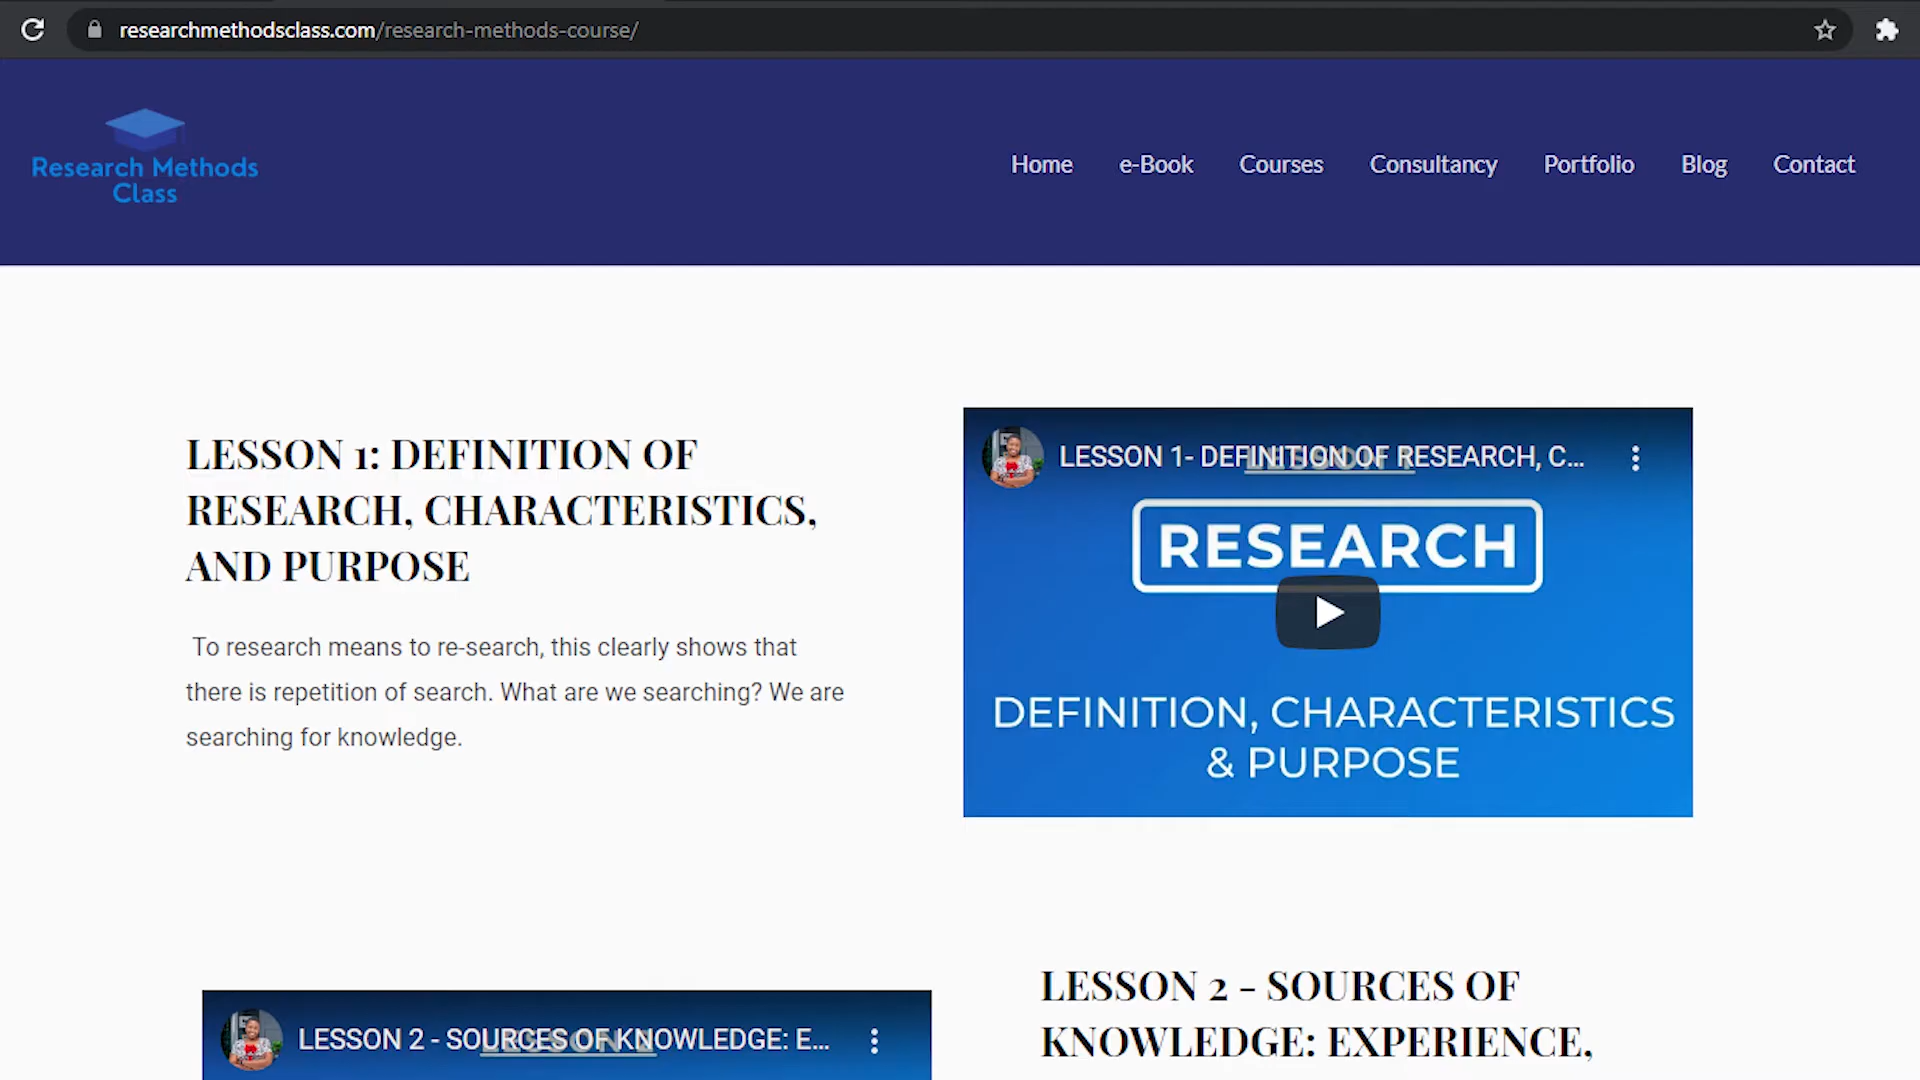 researchmethodsclass.com/research-methods-course/
Research Methods
Class
Home e-Book Courses Consultancy Portfolio Blog Contact
LESSON 1: DEFINITION OF
RESEARCH, CHARACTERISTICS,
AND PURPOSE
To research means to re-search, this clearly shows that
there is repetition of search. What are we searching? We are
searching for knowledge.
LESSON 1- DEFINITION OF RESEARCH, C...
RESEARCH
DEFINITION, CHARACTERISTICS
& PURPOSE
LESSON 2 - SOURCES OF KNOWLEDGE: E...
LESSON 2 - SOURCES OF
KNOWLEDGE: EXPERIENCE,